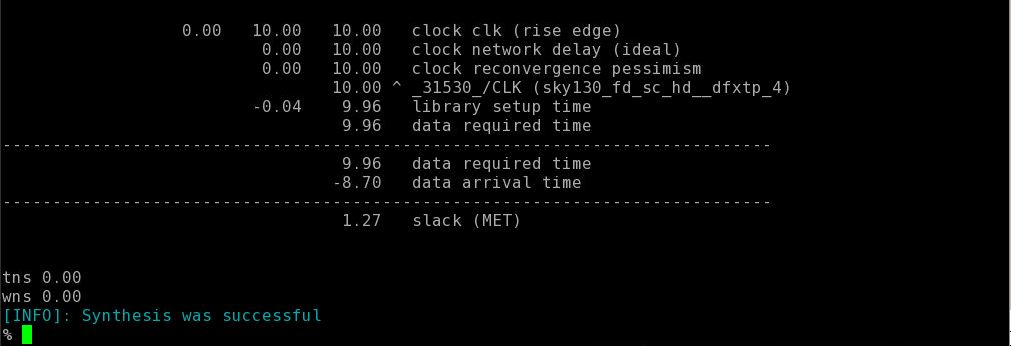 0.00   10.00   10.00   clock clk (rise edge)
0.00   10.00   clock network delay (ideal)
0.00   10.00   clock reconvergence pessimism
10.00 ^ _31530_/CLK (sky130_fd_sc_hd__dfxtp_4)
-0.04    9.96   library setup time
9.96   data required time
-----------------------------------------------------------------------------
9.96   data required time
-8.70   data arrival time
-----------------------------------------------------------------------------
1.27   slack (MET)
tns 0.00
wns 0.00
[INFO]: Synthesis was successful
%